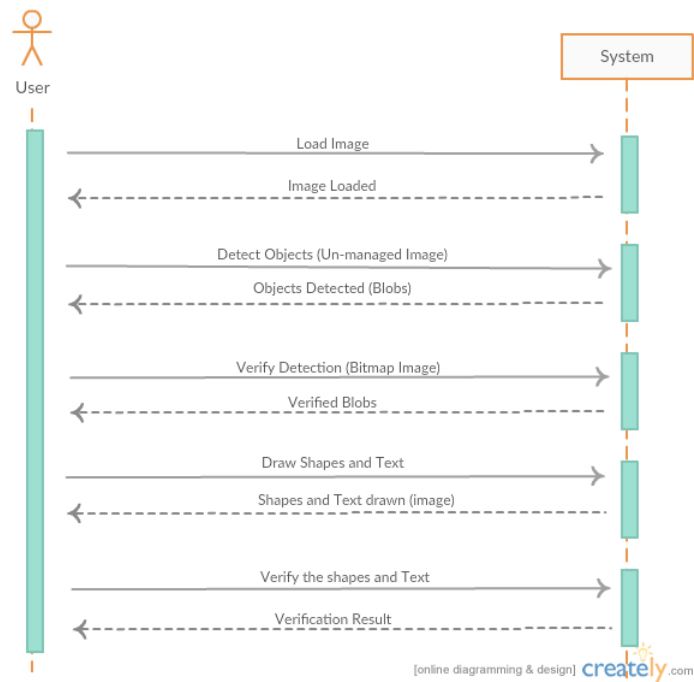 User
System
Load Image
Image Loaded
Detect Objects (Un-managed Image)
Objects Detected (Blobs)
Verify Detection (Bitmap Image)
Verified Blobs
Draw Shapes and Text
Shapes and Text drawn (image)
Verify the shapes and Text
Verification Result
[online diagramming & design] creately.com